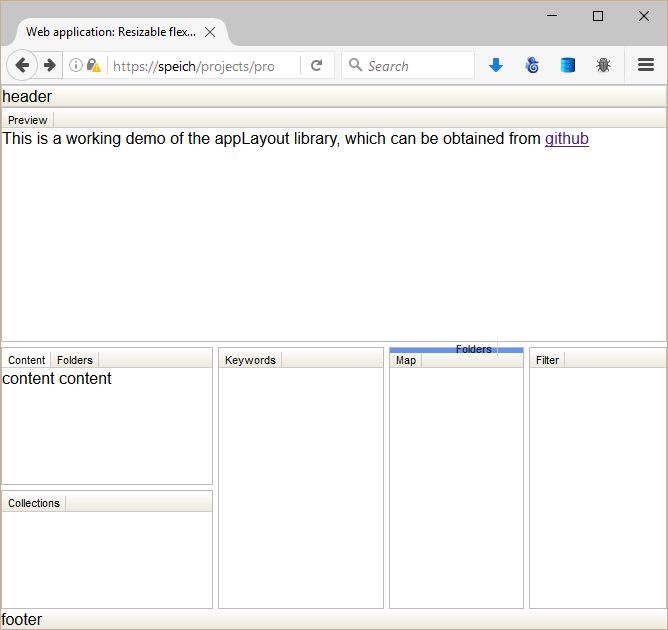 Web application: Resizable flex...
https://speich/projects/pro
Search
header
Preview
This is a working demo of the appLayout library, which can be obtained from github
Folders
Content Folders
Keywords
Map
Filter
content content
Collections
footer